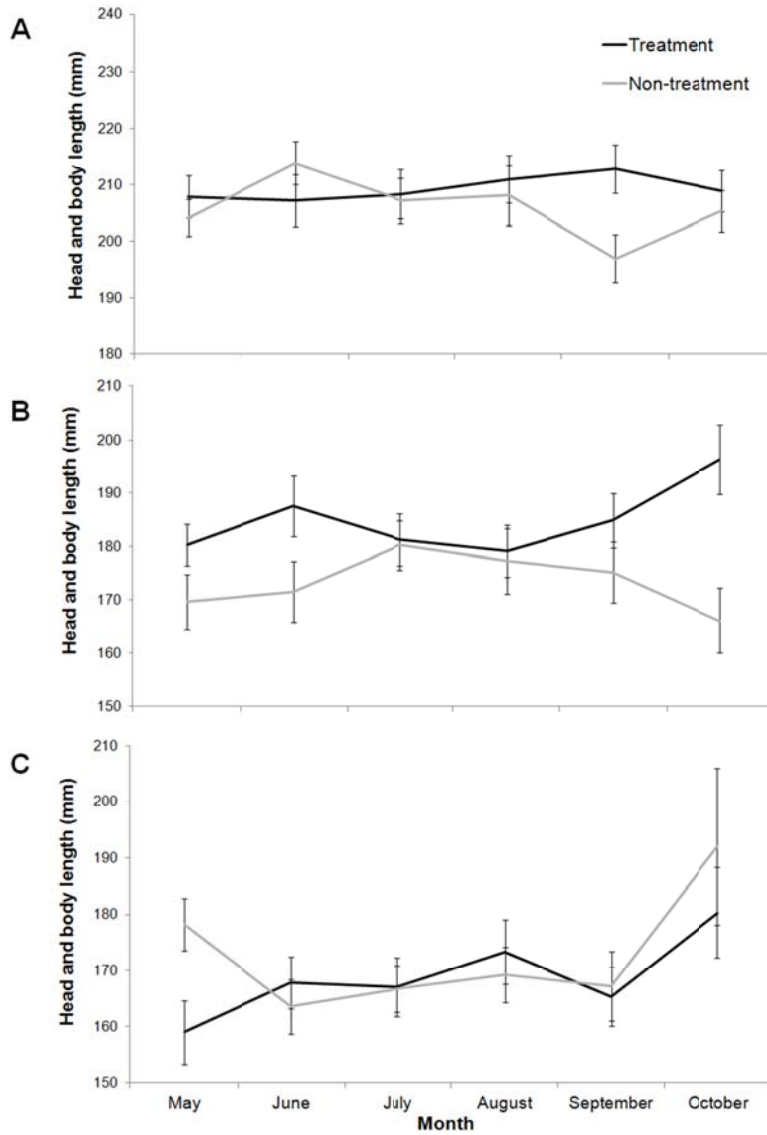 A
Head and body length (mm)
240
230
220
210
200
190
180
Treatment
Non-treatment
B
Head and body length (mm)
210
200
190
180
170
160
150
C
Head and body length (mm)
210
200
190
180
170
160
150
May June July August September October
Month